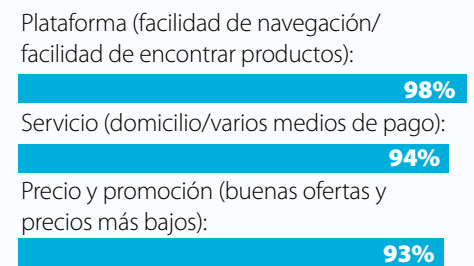 Plataforma (facilidad de navegación/
facilidad de encontrar productos):
98%
Servicio (domicilio/varios medios de pago):
94%
Precio y promoción (buenas ofertas y
precios más bajos):
93%